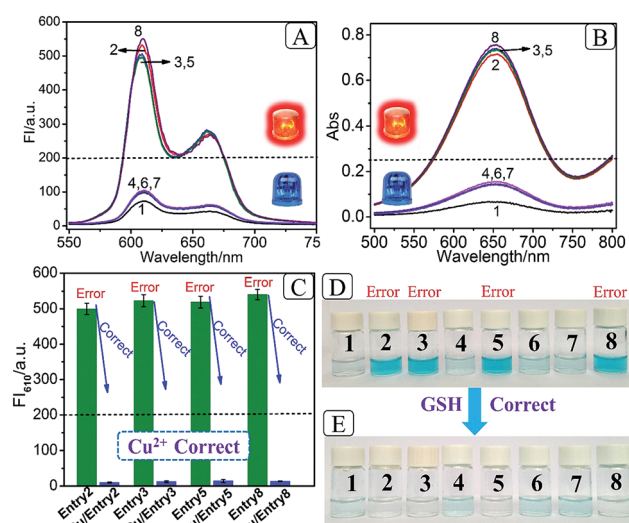 A
FI/a.u.
600
500
400
300
200
100
0
8
2
3,5
4,6,7
1
550
600
650
700
75
Wavelength/nm
B
Abs
0.8
0.6
0.4
0.2
0.0
8
3,5
2
4,6,7
1
500
550
600
650
700
750
800
Wavelength/nm
C
FI610/a.u.
600
500
400
300
200
100
0
Error Error Error Error
Correct Correct Correct Correct
Cu2+ Correct
Entry2
u/Entry2
Entry3
u/Entry3
Entry5
u/Entry5
Entry8
u/Entry8
D
Error Error Error Error
1 2 3 4 5 6 7 8
GSH Correct
E
1 2 3 4 5 6 7 8